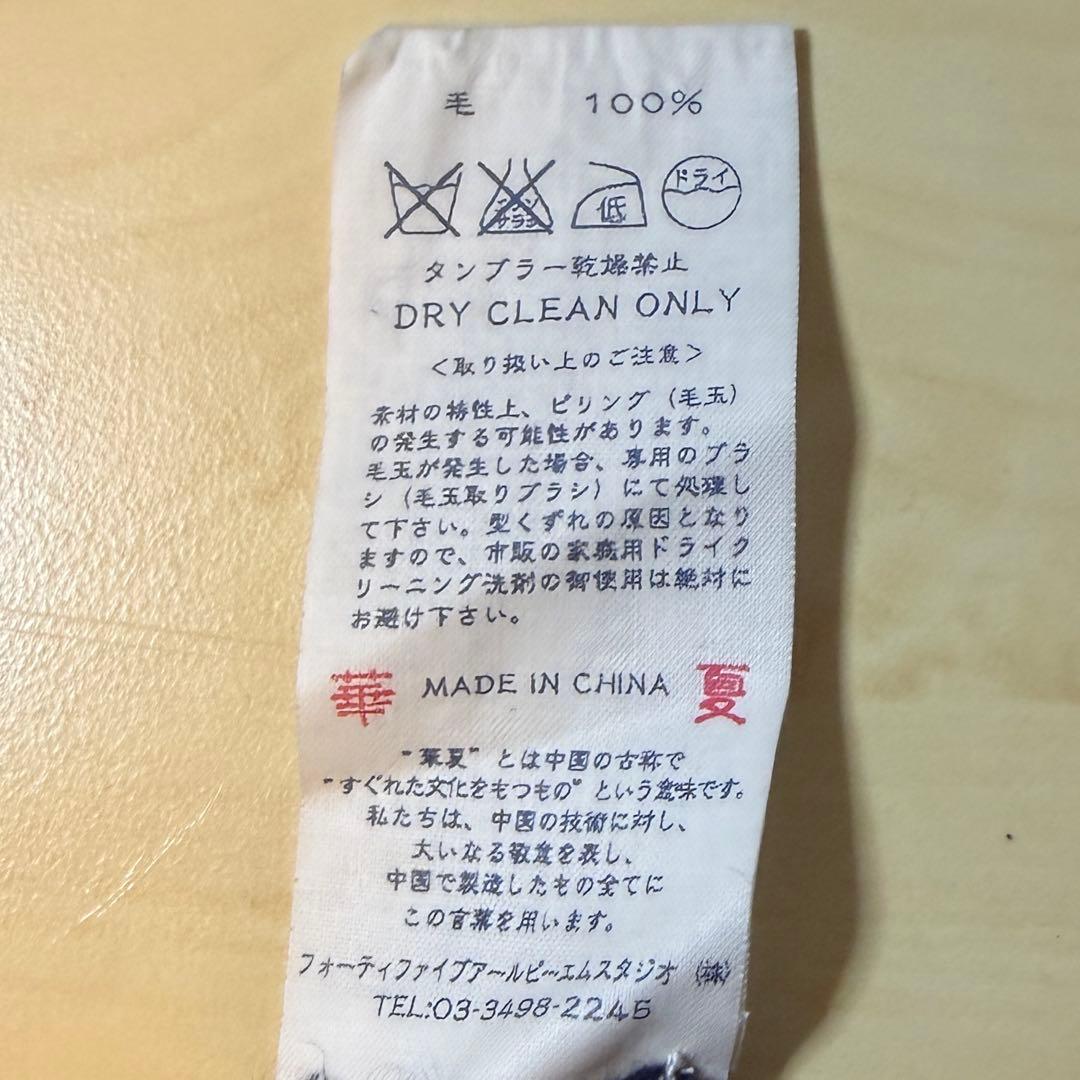 毛 100%
エンソ サラシ 低 ドライ
タンブラー乾燥禁止
DRY CLEAN ONLY
＜取り扱い上のご注意＞
素材の特性上、ピリング（毛玉）
の発生する可能性があります。
毛玉が発生した場合、専用のブラ
シ（毛玉取りブラシ）にて処理し
て下さい。型くずれの原因となり
ますので、市販の家庭用ドライク
リーニング洗剤の御使用は絶対に
お避け下さい。
華 MADE IN CHINA 夏
"華夏" とは中国の古称で
"すぐれた文化をもつもの" という意味です。
私たちは、中国の技術に対し、
大いなる敬意を表し、
中国で製造したもの全てに
この言葉を用います。
フォーティファイブアールピーエムスタジオ（株）
TEL:03-3498-2245